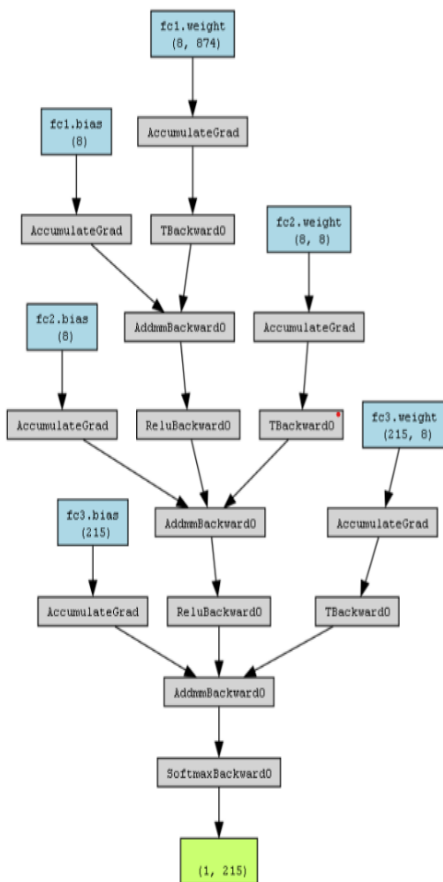 fc1.weight
(8, 874)
fc1.bias
(8)
AccumulateGrad
AccumulateGrad
TBackward0
fc2.weight
(8, 8)
fc2.bias
(8)
AddmmBackward0
AccumulateGrad
AccumulateGrad
ReluBackward0
TBackward0
fc3.weight
(215, 8)
fc3.bias
(215)
AddmmBackward0
AccumulateGrad
AccumulateGrad
ReluBackward0
TBackward0
AddmmBackward0
SoftmaxBackward0
(1, 215)